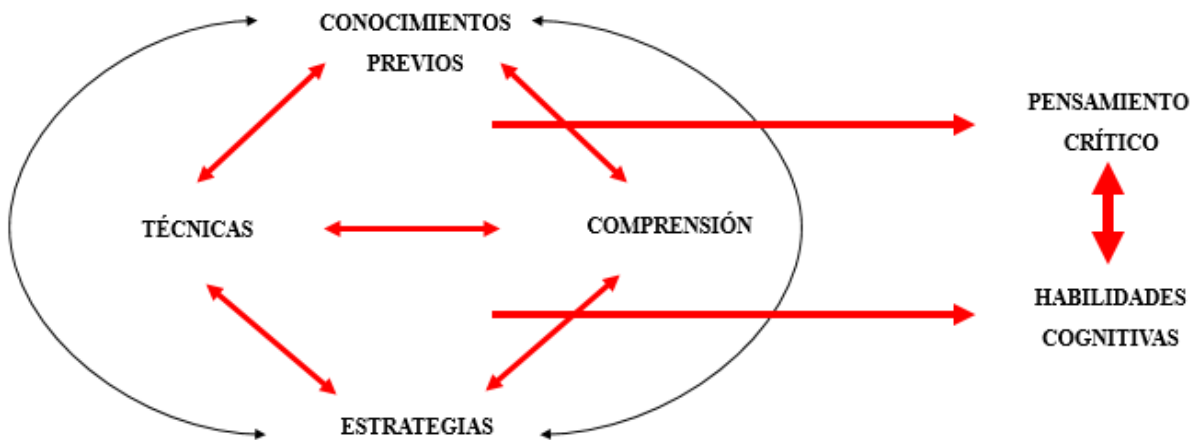 CONOCIMIENTOS
PREVIOS
PENSAMIENTO
CRÍTICO
TÉCNICAS
COMPRENSIÓN
HABILIDADES
COGNITIVAS
ESTRATEGIAS